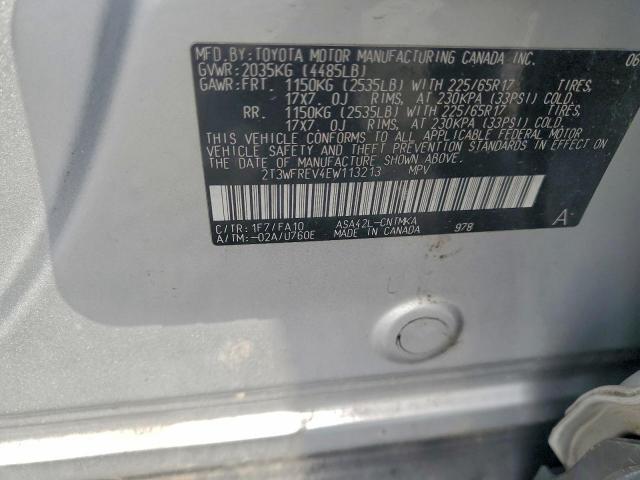 MFD.BY:TOYOTA MOTOR MANUFACTURING CANADA INC. 06
GVWR:2035KG (4485LB)
GAWR:FRT. 1150KG (2535LB) WITH 225/65R17 TIRES,
17X7.0J RIMS, AT 230KPA (33PSI) COLD.
RR. 1150KG (2535LB) WITH 225/65R17 TIRES,
17X7.0J RIMS, AT 230KPA (33PSI) COLD.
THIS VEHICLE CONFORMS TO ALL APPLICABLE FEDERAL MOTOR
VEHICLE SAFETY AND THEFT PREVENTION STANDARDS IN EFFECT ON
THE DATE OF MANUFACTURE SHOWN ABOVE.
2T3WFREV4EW113213 MPV
C/TR:1F7/FA10 ASA42L-CNTMKA 978 A
A/TM:-02A/U760E MADE IN CANADA